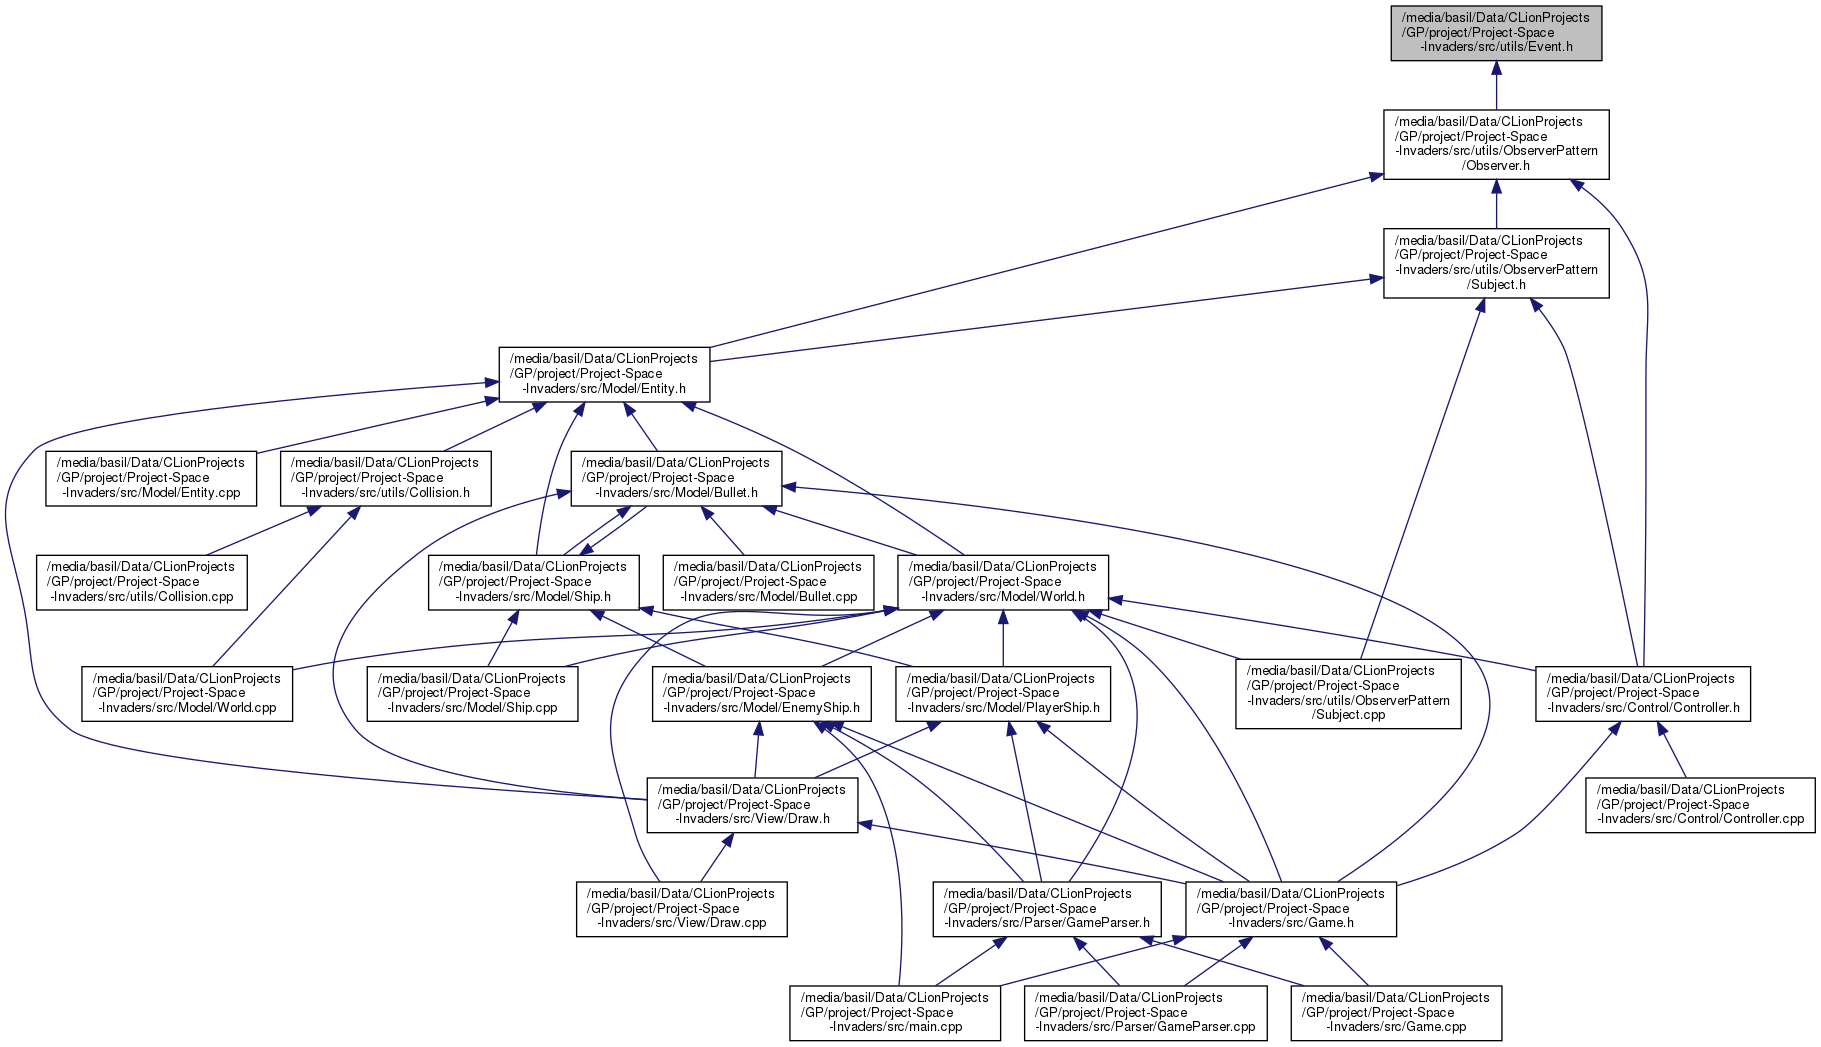 /media/basil/Data/CLionProjects
/GP/project/Project-Space
-Invaders/src/utils/Event.h
/media/basil/Data/CLionProjects
/GP/project/Project-Space
-Invaders/src/utils/ObserverPattern
/Observer.h
/media/basil/Data/CLionProjects
/GP/project/Project-Space
-Invaders/src/utils/ObserverPattern
/Subject.h
/media/basil/Data/CLionProjects
/GP/project/Project-Space
-Invaders/src/Model/Entity.h
/media/basil/Data/CLionProjects
/GP/project/Project-Space
-Invaders/src/Model/Entity.cpp
/media/basil/Data/CLionProjects
/GP/project/Project-Space
-Invaders/src/utils/Collision.h
/media/basil/Data/CLionProjects
/GP/project/Project-Space
-Invaders/src/Model/Bullet.h
/media/basil/Data/CLionProjects
/GP/project/Project-Space
-Invaders/src/utils/Collision.cpp
/media/basil/Data/CLionProjects
/GP/project/Project-Space
-Invaders/src/Model/Ship.h
/media/basil/Data/CLionProjects
/GP/project/Project-Space
-Invaders/src/Model/Bullet.cpp
/media/basil/Data/CLionProjects
/GP/project/Project-Space
-Invaders/src/Model/World.h
/media/basil/Data/CLionProjects
/GP/project/Project-Space
-Invaders/src/Model/World.cpp
/media/basil/Data/CLionProjects
/GP/project/Project-Space
-Invaders/src/Model/Ship.cpp
/media/basil/Data/CLionProjects
/GP/project/Project-Space
-Invaders/src/Model/EnemyShip.h
/media/basil/Data/CLionProjects
/GP/project/Project-Space
-Invaders/src/Model/PlayerShip.h
/media/basil/Data/CLionProjects
/GP/project/Project-Space
-Invaders/src/utils/ObserverPattern
/Subject.cpp
/media/basil/Data/CLionProjects
/GP/project/Project-Space
-Invaders/src/Control/Controller.h
/media/basil/Data/CLionProjects
/GP/project/Project-Space
-Invaders/src/View/Draw.h
/media/basil/Data/CLionProjects
/GP/project/Project-Space
-Invaders/src/Control/Controller.cpp
/media/basil/Data/CLionProjects
/GP/project/Project-Space
-Invaders/src/View/Draw.cpp
/media/basil/Data/CLionProjects
/GP/project/Project-Space
-Invaders/src/Parser/GameParser.h
/media/basil/Data/CLionProjects
/GP/project/Project-Space
-Invaders/src/Game.h
/media/basil/Data/CLionProjects
/GP/project/Project-Space
-Invaders/src/main.cpp
/media/basil/Data/CLionProjects
/GP/project/Project-Space
-Invaders/src/Parser/GameParser.cpp
/media/basil/Data/CLionProjects
/GP/project/Project-Space
-Invaders/src/Game.cpp